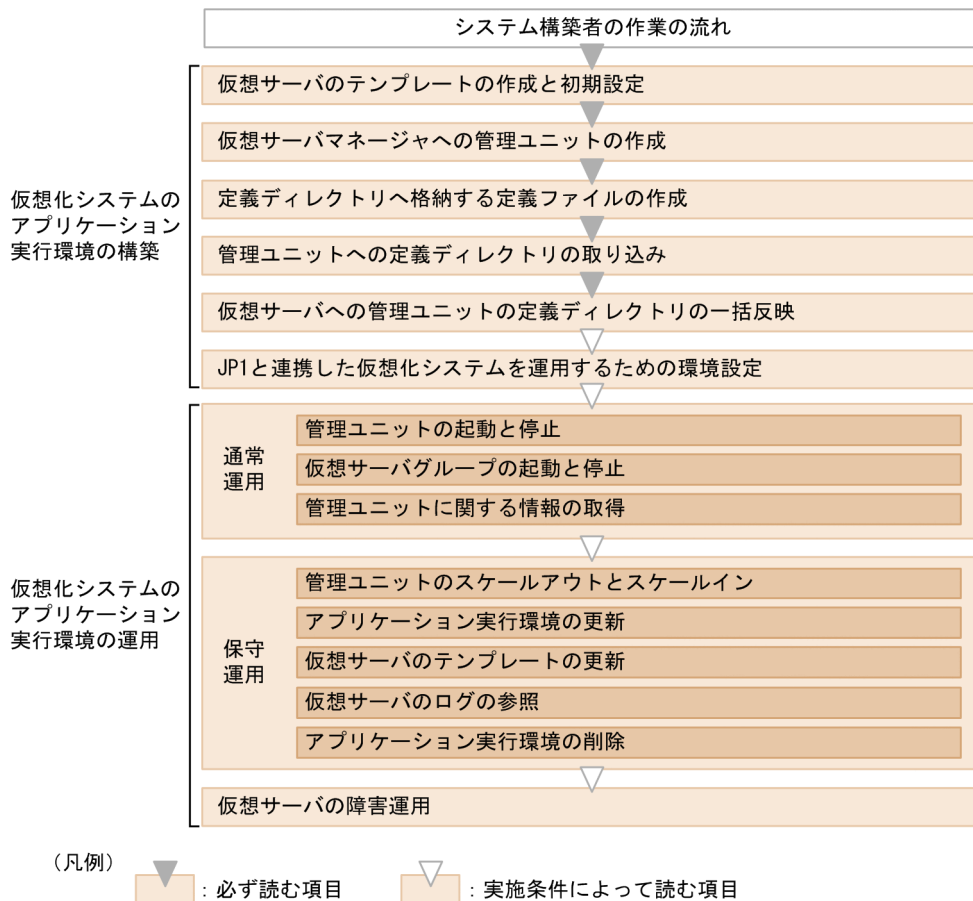 システム構築者の作業の流れ
仮想化システムの
アプリケーション
実行環境の構築
仮想サーバのテンプレートの作成と初期設定
仮想サーバマネージャへの管理ユニットの作成
定義ディレクトリへ格納する定義ファイルの作成
管理ユニットへの定義ディレクトリの取り込み
仮想サーバへの管理ユニットの定義ディレクトリの一括反映
JP1と連携した仮想化システムを運用するための環境設定
仮想化システムの
アプリケーション
実行環境の運用
通常
運用
管理ユニットの起動と停止
仮想サーバグループの起動と停止
管理ユニットに関する情報の取得
保守
運用
管理ユニットのスケールアウトとスケールイン
アプリケーション実行環境の更新
仮想サーバのテンプレートの更新
仮想サーバのログの参照
アプリケーション実行環境の削除
仮想サーバの障害運用
（凡例）
：必ず読む項目
：実施条件によって読む項目